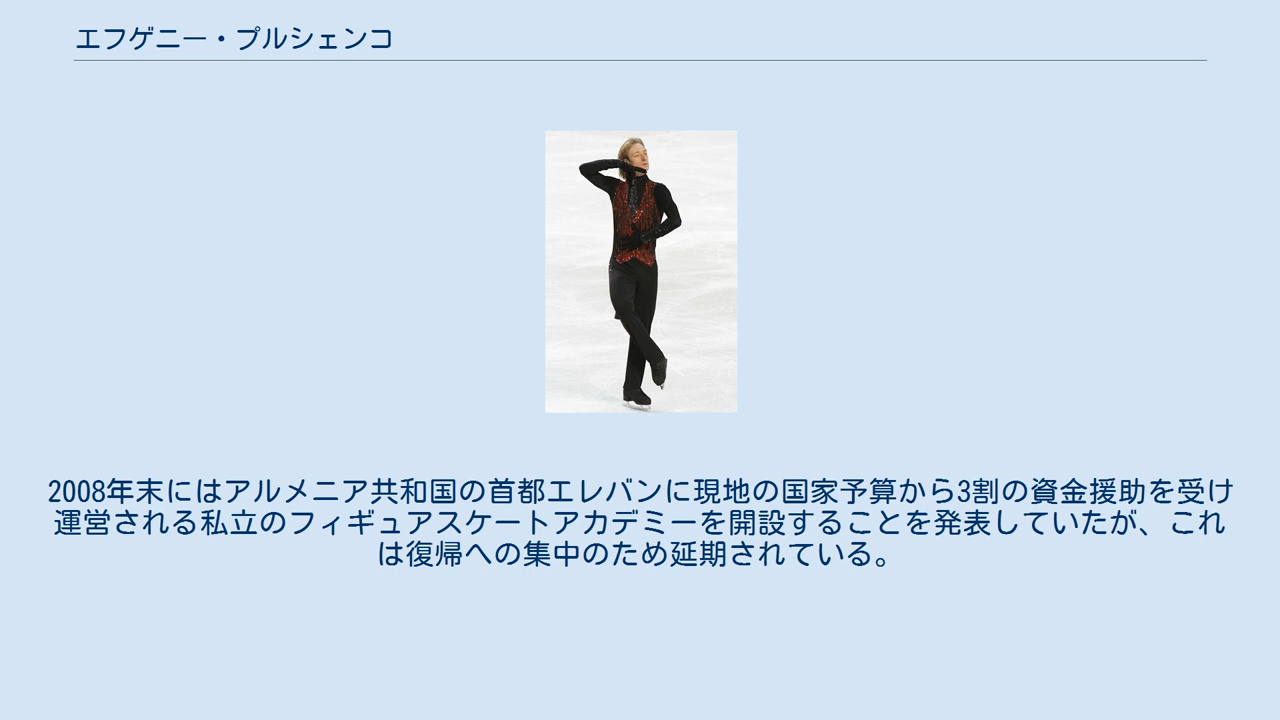 エフゲニー・プルシェンコ
2008年末にはアルメニア共和国の首都エレバンに現地の国家予算から3割の資金援助を受け
運営される私立のフィギュアスケートアカデミーを開設することを発表していたが、これ
は復帰への集中のため延期されている。